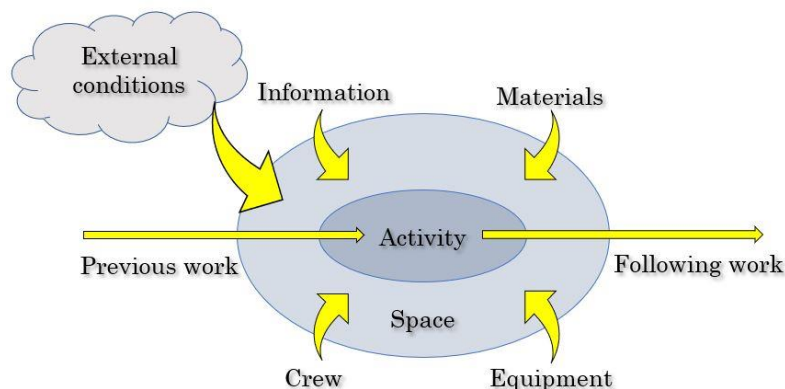 External
conditions
Information
Materials
Activity
Previous work
Following work
Space
Crew
Equipment